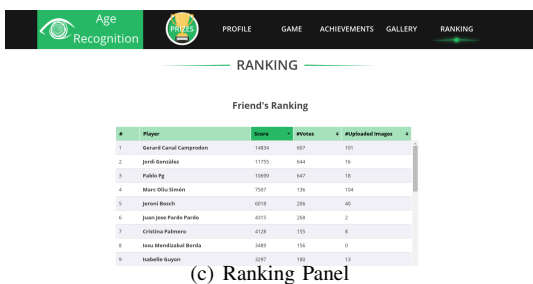 Age Recognition
PRIZES
PROFILE GAME ACHIEVEMENTS GALLERY RANKING
RANKING
Friend's Ranking
# Player Score #Votes #Uploaded Images
1 Gerard Canal Camprodon 14834 607 101
2 Jordi Gonzàlez 11755 644 16
3 Pablo Pg 10699 647 18
4 Marc Oliu Simón 7507 136 104
5 Jeroni Bosch 6018 206 40
6 Juan Jose Pardo Pardo 4315 268 2
7 Cristina Palmero 4128 155 8
8 Iosu Mendizabal Borda 3489 156 0
9 Isabelle Guyon 3297 180 13
(c) Ranking Panel